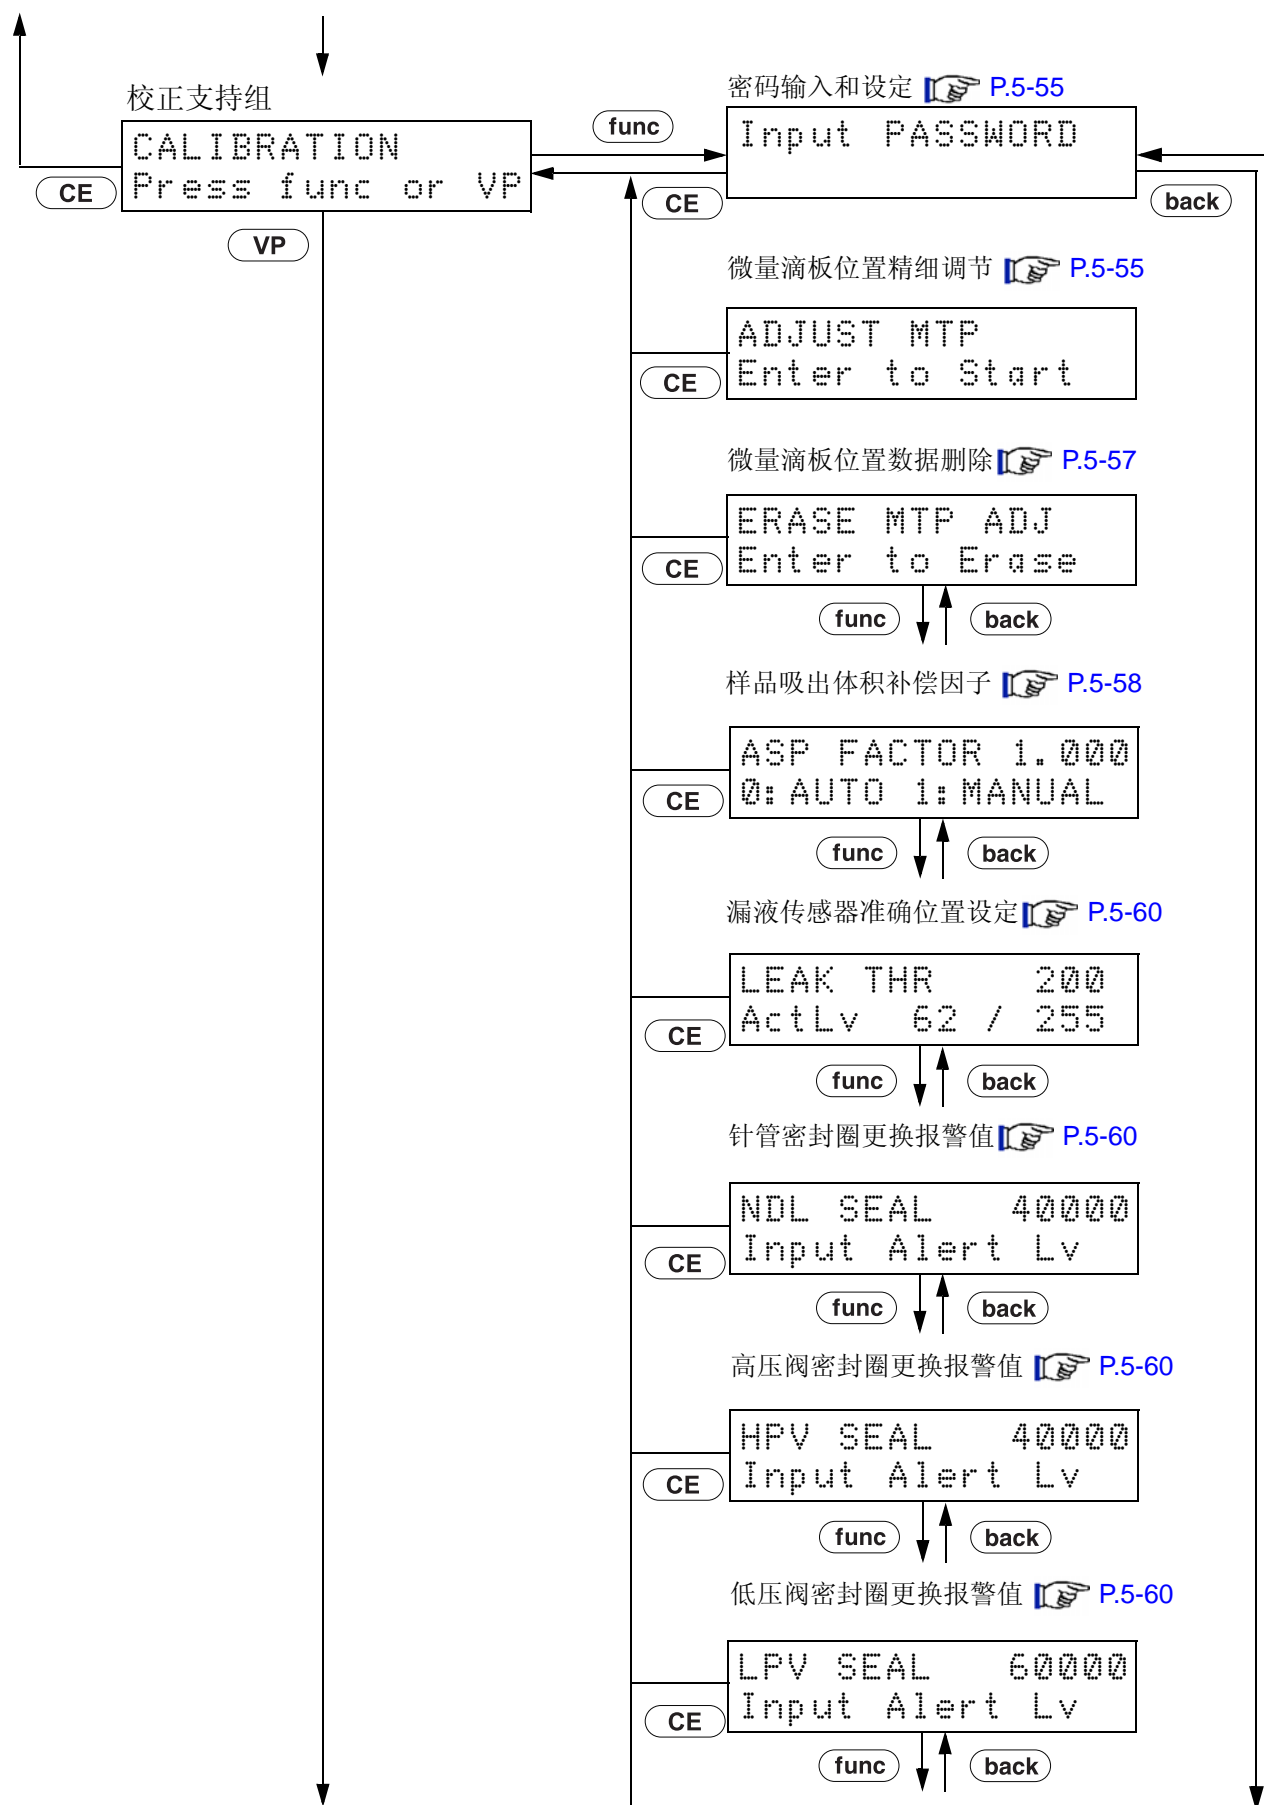 校正支持组
CALIBRATION
Press func or VP
CE
VP
func
密码输入和设定 P.5-55
Input PASSWORD
CE
back
微量滴板位置精细调节 P.5-55
ADJUST MTP
Enter to Start
CE
微量滴板位置数据删除 P.5-57
ERASE MTP ADJ
Enter to Erase
CE
func back
样品吸出体积补偿因子 P.5-58
ASP FACTOR 1.000
0:AUTO 1:MANUAL
CE
func back
漏液传感器准确位置设定 P.5-60
LEAK THR 200
ActLv 62 / 255
CE
func back
针管密封圈更换报警值 P.5-60
NDL SEAL 40000
Input Alert Lv
CE
func back
高压阀密封圈更换报警值 P.5-60
HPV SEAL 40000
Input Alert Lv
CE
func back
低压阀密封圈更换报警值 P.5-60
LPV SEAL 60000
Input Alert Lv
CE
func back